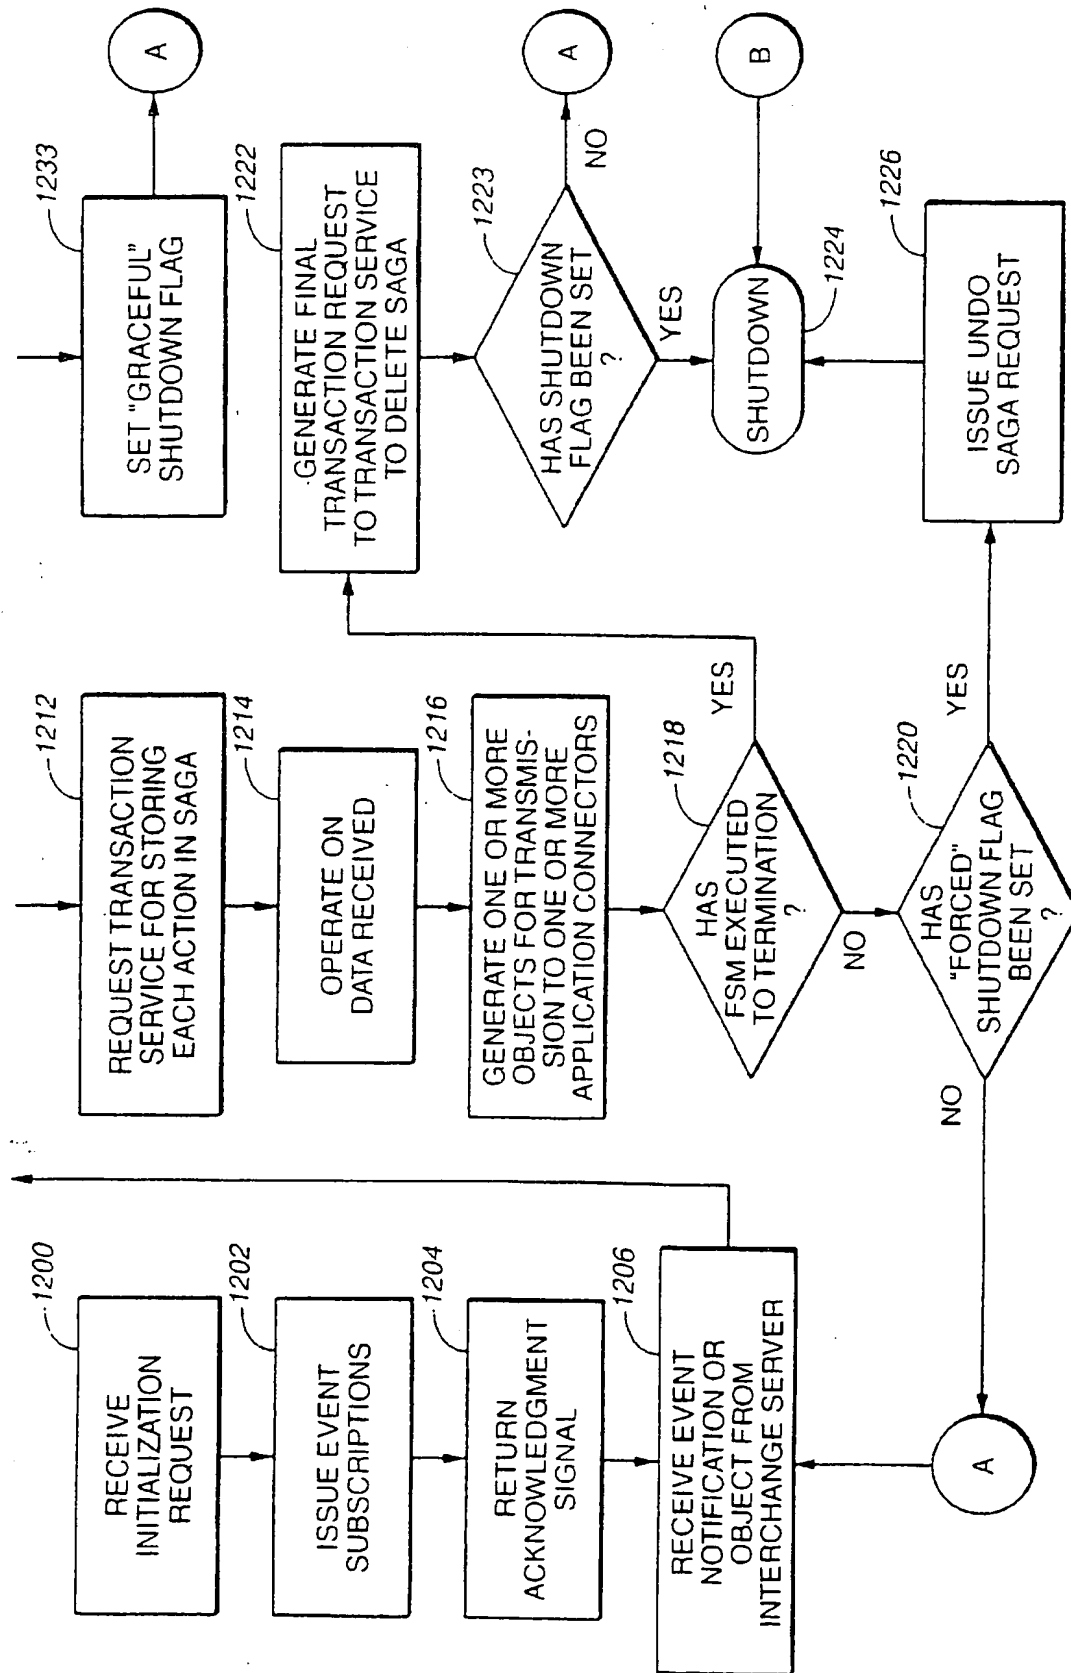 1200
RECEIVE
INITIALIZATION
REQUEST
1202
ISSUE EVENT
SUBSCRIPTIONS
1204
RETURN
ACKNOWLEDGMENT
SIGNAL
1206
RECEIVE EVENT
NOTIFICATION OR
OBJECT FROM
INTERCHANGE SERVER
A
1212
REQUEST TRANSACTION
SERVICE FOR STORING
EACH ACTION IN SAGA
1214
OPERATE ON
DATA RECEIVED
1216
GENERATE ONE OR MORE
OBJECTS FOR TRANSMIS-
SION TO ONE OR MORE
APPLICATION CONNECTORS
1218
HAS
FSM EXECUTED
TO TERMINATION
?
YES
NO
1220
HAS
"FORCED"
SHUTDOWN FLAG
BEEN SET
?
YES
NO
1233
SET "GRACEFUL"
SHUTDOWN FLAG
A
1222
GENERATE FINAL
TRANSACTION REQUEST
TO TRANSACTION SERVICE
TO DELETE SAGA
1223
HAS SHUTDOWN
FLAG BEEN SET
?
NO
A
YES
SHUTDOWN
1224
B
1226
ISSUE UNDO
SAGA REQUEST